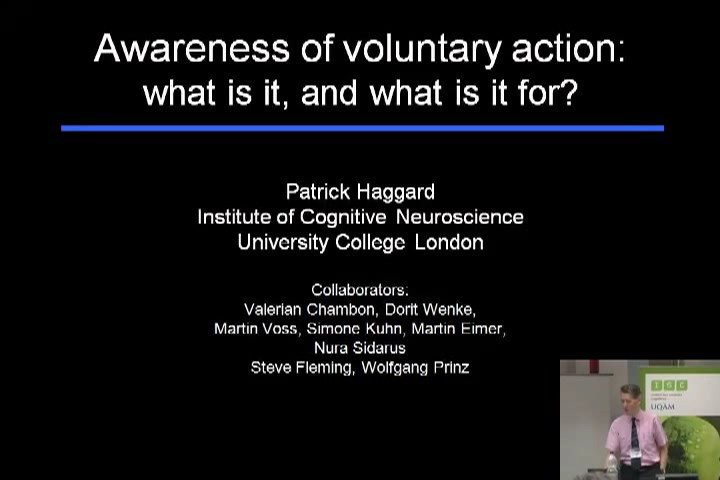 Awareness of voluntary action:
what is it, and what is it for?
Patrick Haggard
Institute of Cognitive Neuroscience
University College London
Collaborators:
Valerian Chambon, Dorit Wenke,
Martin Voss, Simone Kuhn, Martin Eimer,
Nura Sidarus
Steve Fleming, Wolfgang Prinz
ISC
UQAM